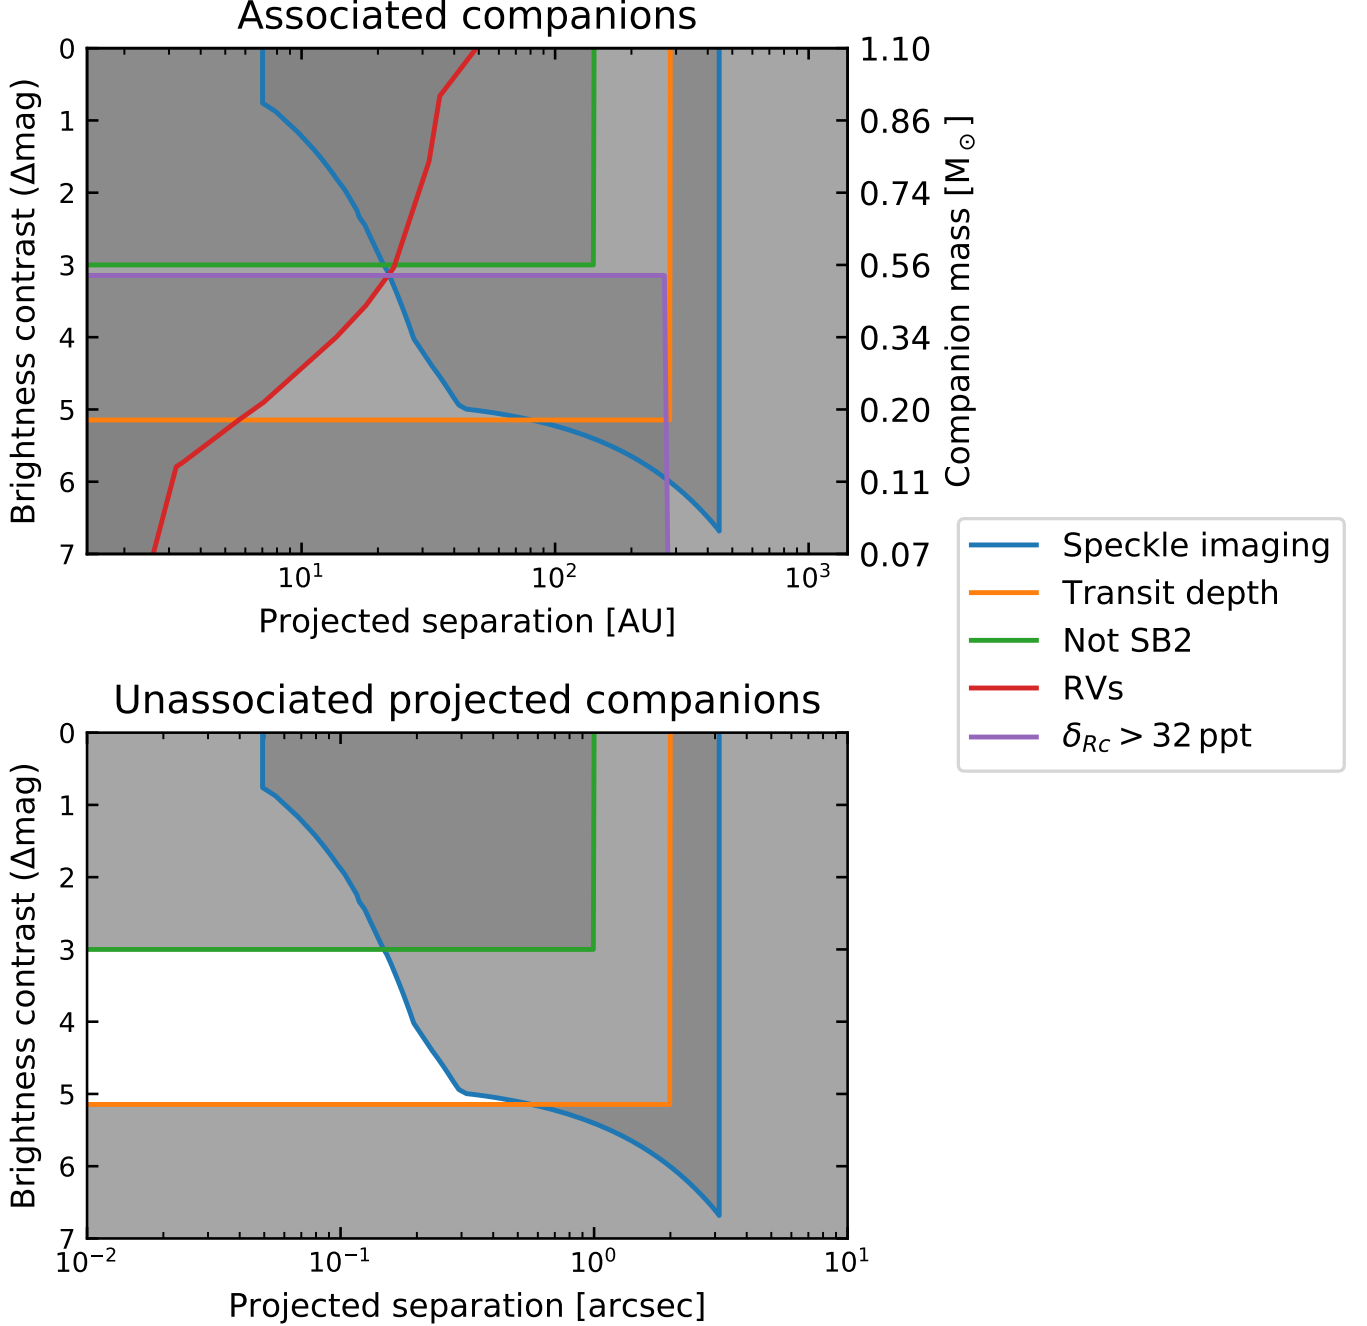 Associated companions
Brightness contrast (Δmag)
0
1
2
3
4
5
6
7
1.10
0.86
0.74
0.56
0.34
0.20
0.11
0.07
Companion mass [M⊙]
10¹
10²
10³
Projected separation [AU]
Speckle imaging
Transit depth
Not SB2
RVs
δ_Rc > 32 ppt
Unassociated projected companions
Brightness contrast (Δmag)
0
1
2
3
4
5
6
7
10⁻²
10⁻¹
10⁰
10¹
Projected separation [arcsec]